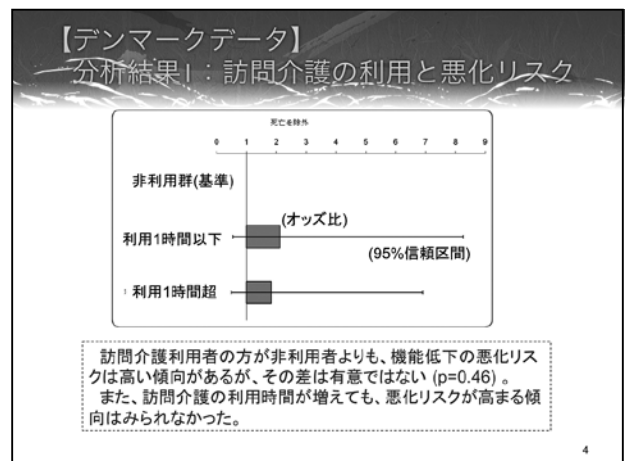 【デンマークデータ】
分析結果1：訪問介護の利用と悪化リスク
死亡を除外
0 1 2 3 4 5 6 7 8 9
非利用群(基準)
(オッズ比)
利用1時間以下
(95%信頼区間)
利用1時間超
訪問介護利用者の方が非利用者よりも、機能低下の悪化リス
クは高い傾向があるが、その差は有意ではない (p=0.46) 。
また、訪問介護の利用時間が増えても、悪化リスクが高まる傾
向はみられなかった。
4